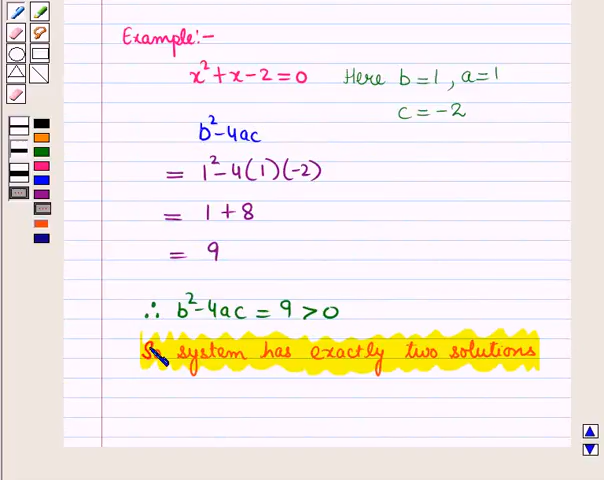 Example:-
x²+x-2=0 Here b=1, a=1
c=-2
b²-4ac
= 1²-4(1)(-2)
= 1+8
= 9
∴ b²-4ac = 9 >0
So system has exactly two solutions